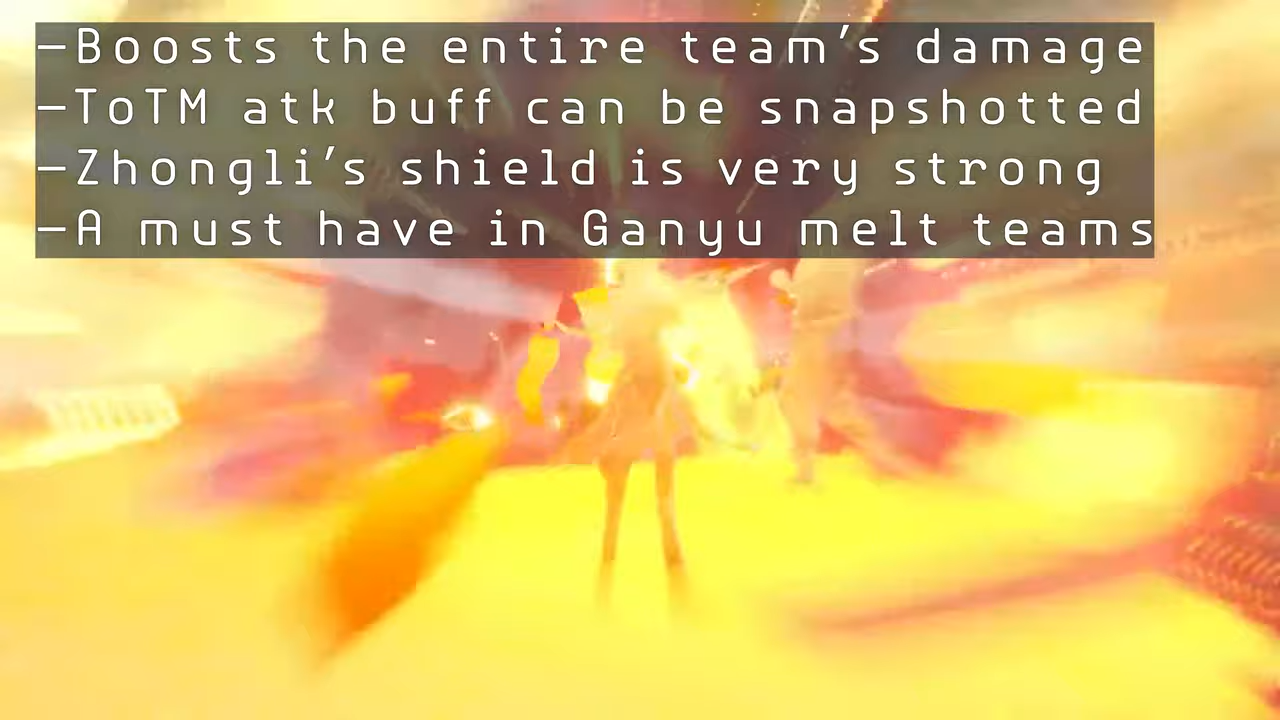 –Boosts the entire team's damage
–ToTM atk buff can be snapshotted
–Zhongli's shield is very strong
–A must have in Ganyu melt teams